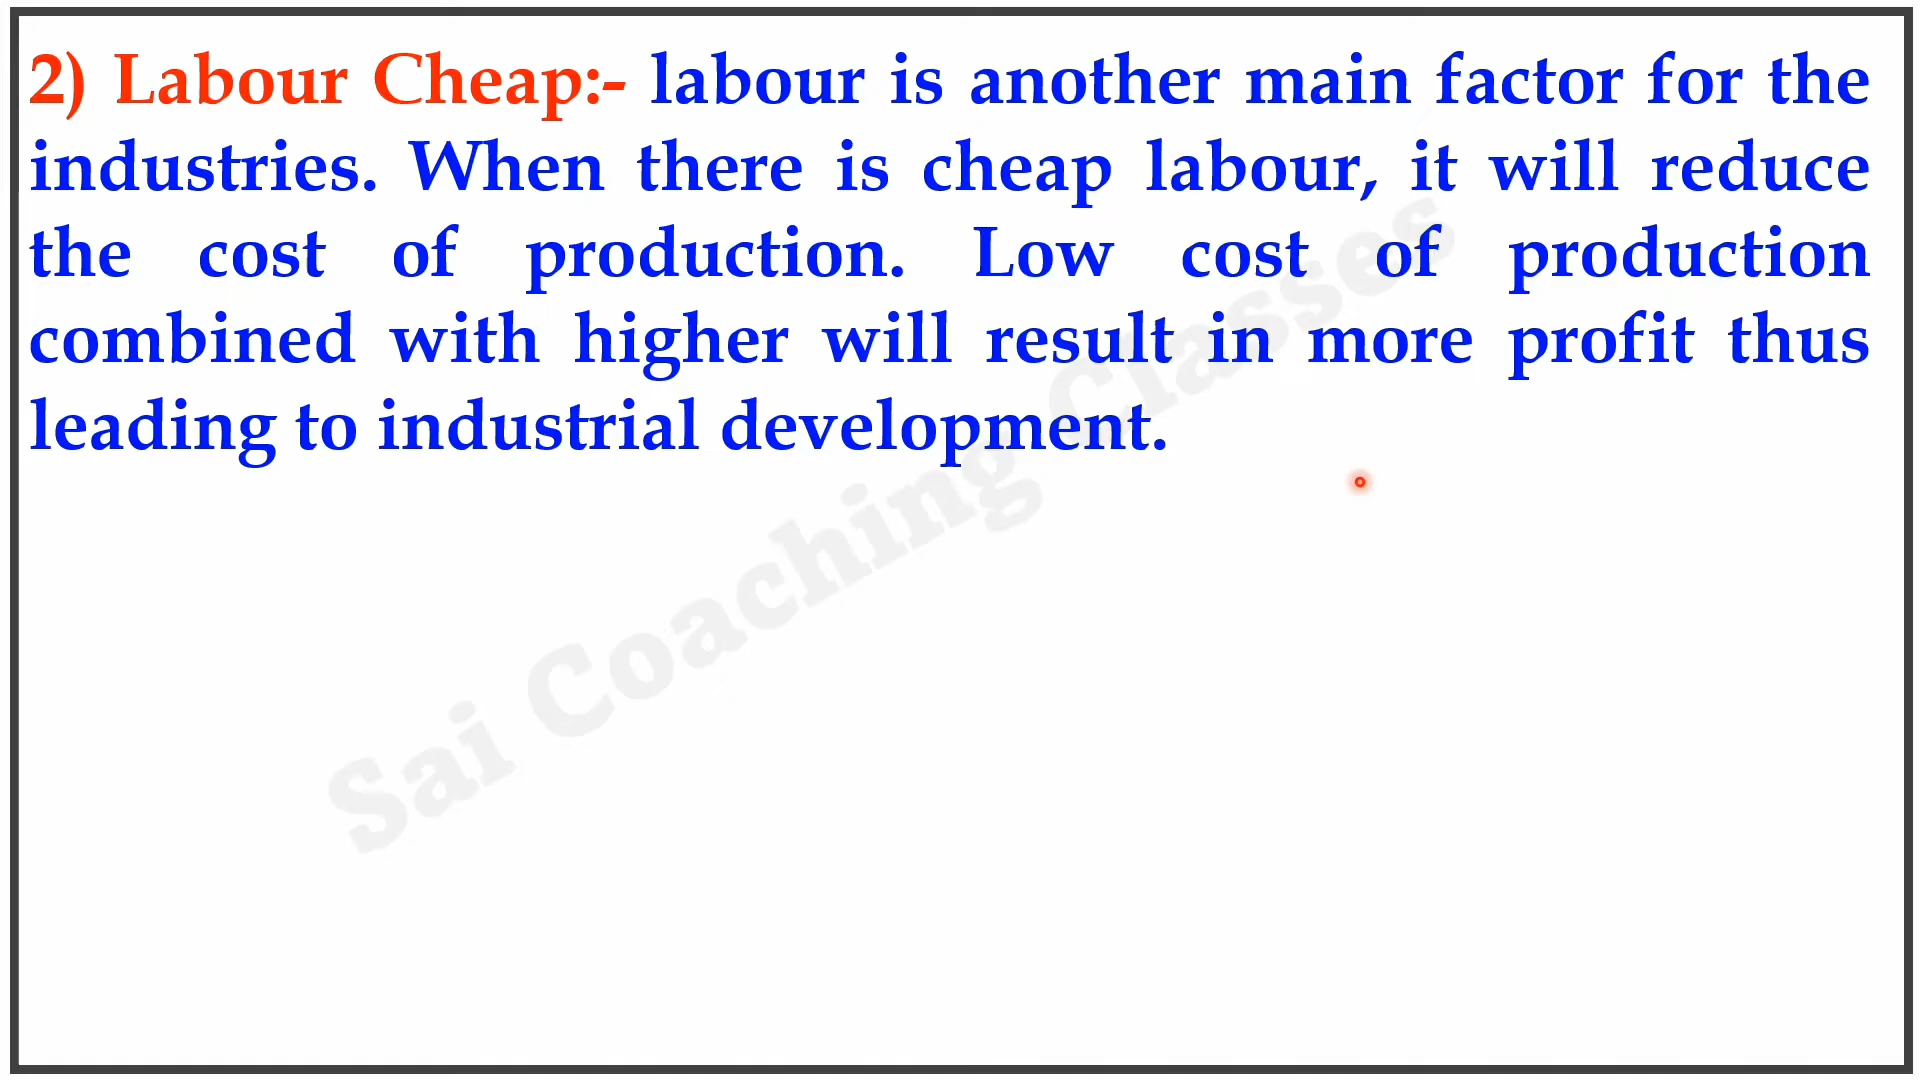 2) Labour Cheap:- labour is another main factor for the
industries. When there is cheap labour, it will reduce
the cost of production. Low cost of production
combined with higher will result in more profit thus
leading to industrial development.
Sai Coaching Classes